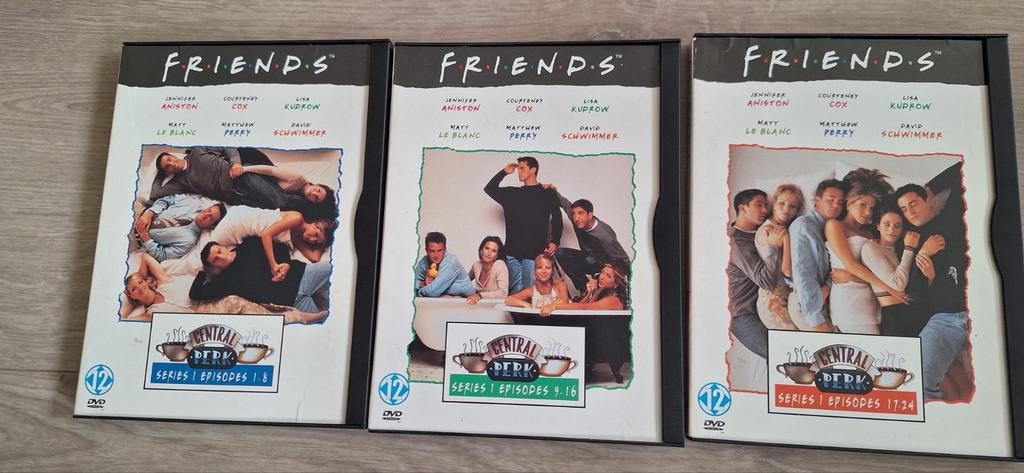 F·R·I·E·N·D·S™
JENNIFER ANISTON
COURTENEY COX
LISA KUDROW
MATT LE BLANC
MATTHEW PERRY
DAVID SCHWIMMER
CENTRAL
PERK
SERIES 1 EPISODES 1-8
12
DVD
F·R·I·E·N·D·S™
JENNIFER ANISTON
COURTENEY COX
LISA KUDROW
MATT LE BLANC
MATTHEW PERRY
DAVID SCHWIMMER
CENTRAL
PERK
SERIES 1 EPISODES 9-16
12
DVD
F·R·I·E·N·D·S™
JENNIFER ANISTON
COURTENEY COX
LISA KUDROW
MATT LE BLANC
MATTHEW PERRY
DAVID SCHWIMMER
CENTRAL
PERK
SERIES 1 EPISODES 17-24
12
DVD